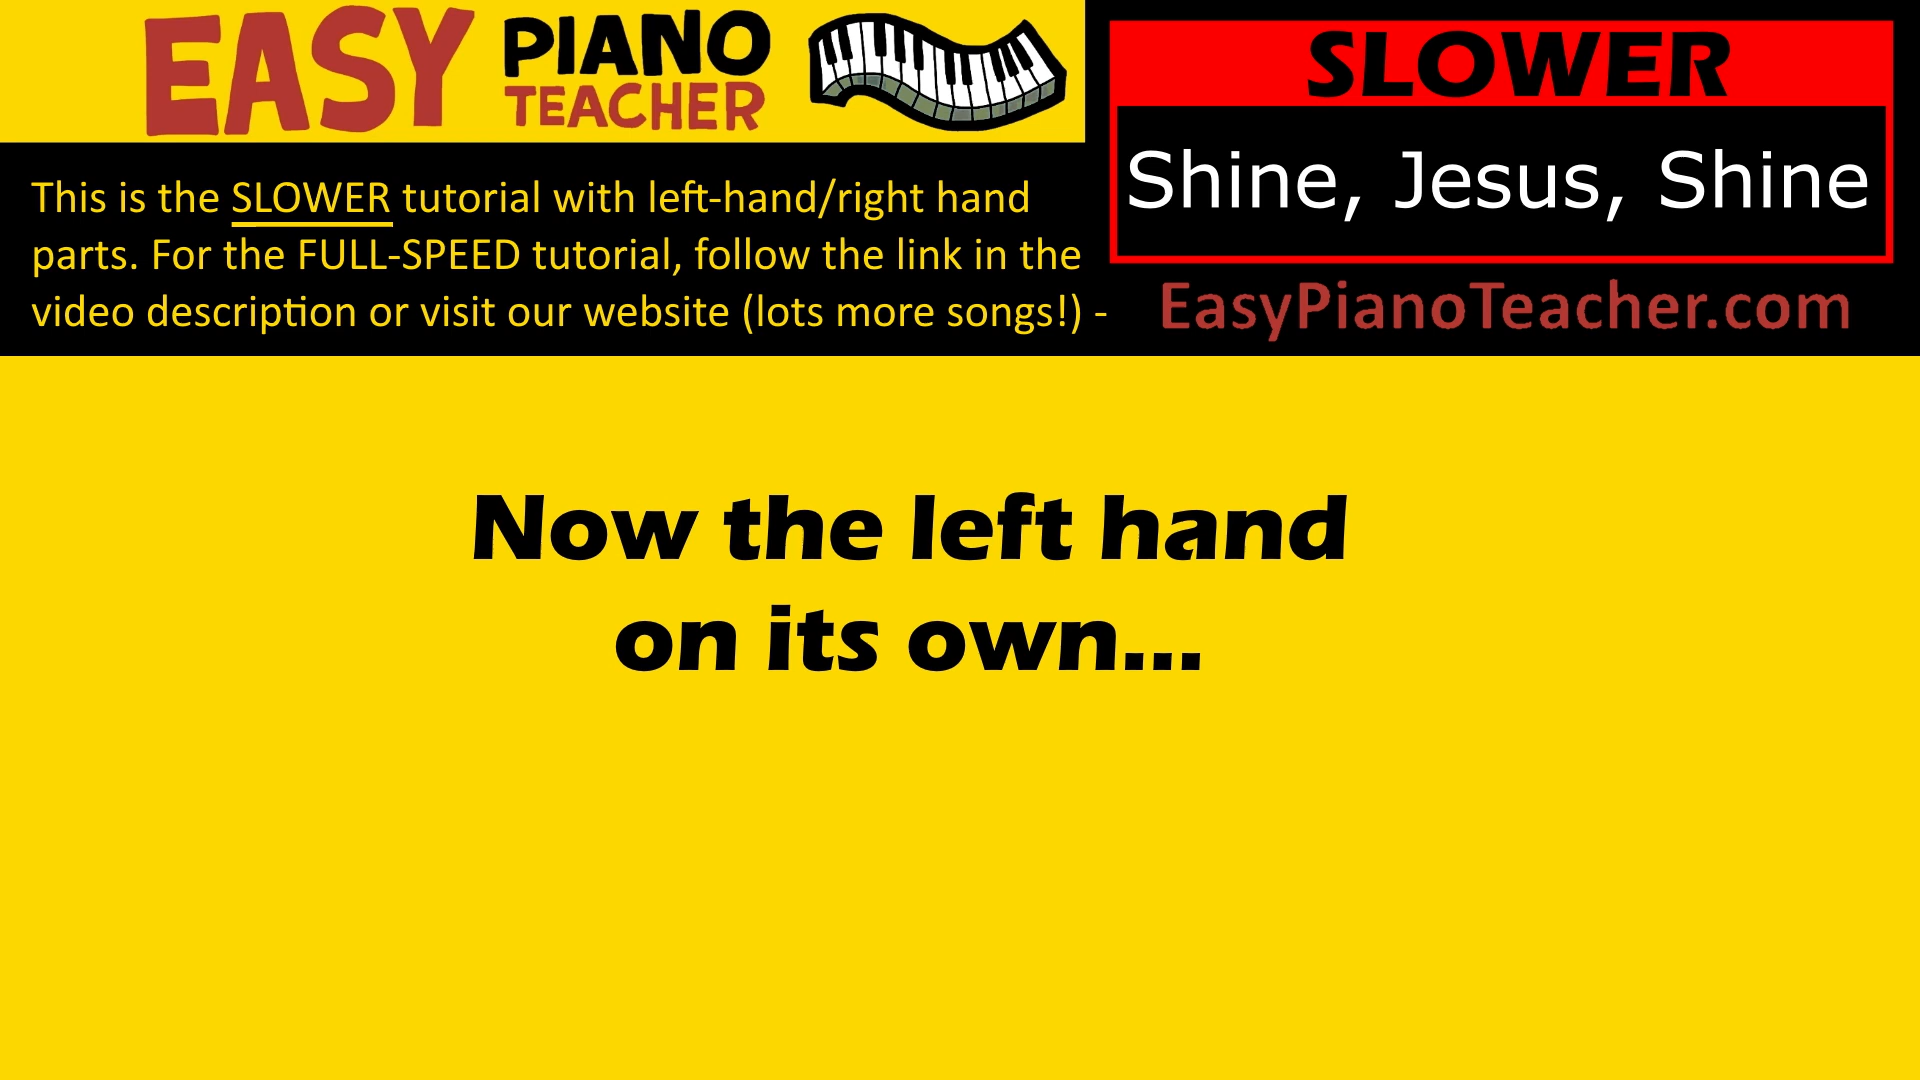 EASY PIANO TEACHER
SLOWER
Shine, Jesus, Shine
This is the SLOWER tutorial with left-hand/right hand
parts. For the FULL-SPEED tutorial, follow the link in the
video description or visit our website (lots more songs!) -
EasyPianoTeacher.com
Now the left hand
on its own...